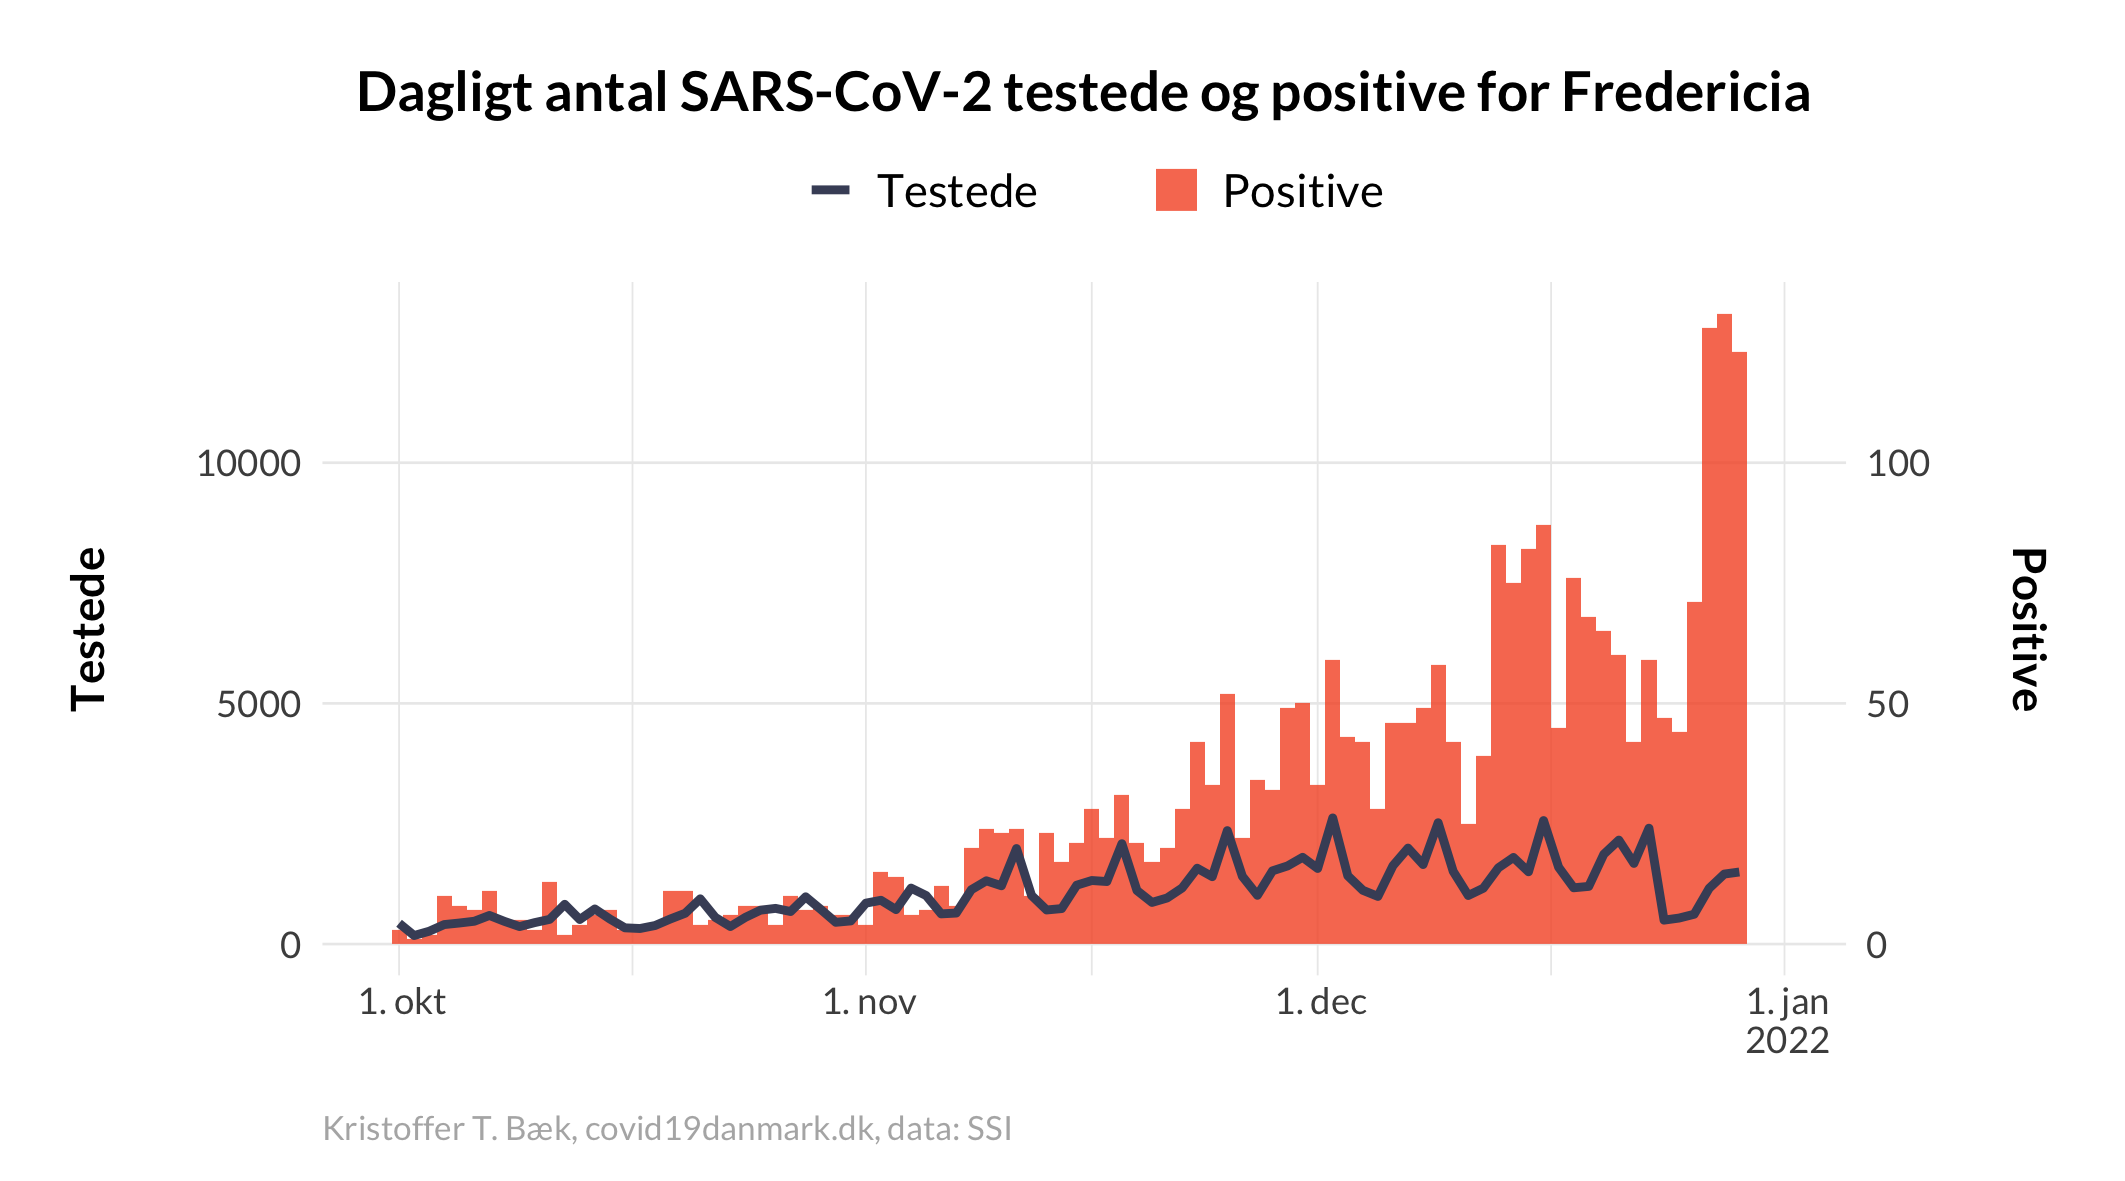 Dagligt antal SARS-CoV-2 testede og positive for Fredericia
Testede
Positive
10000
5000
0
Testede
100
50
0
Positive
1. okt
1. nov
1. dec
1. jan
2022
Kristoffer T. Bæk, covid19danmark.dk, data: SSI